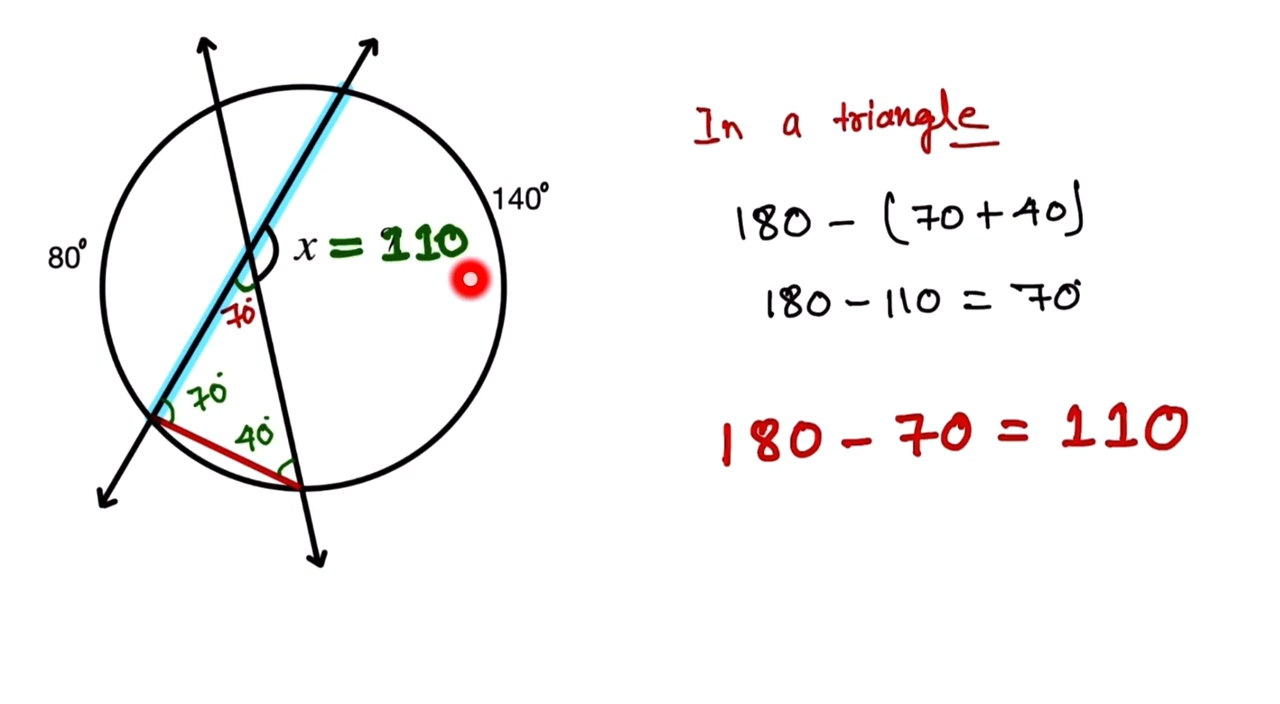 In a triangle
180 - (70 + 40)
180 - 110 = 70°
180 - 70 = 110
140°
80°
x = 110
70°
70°
40°